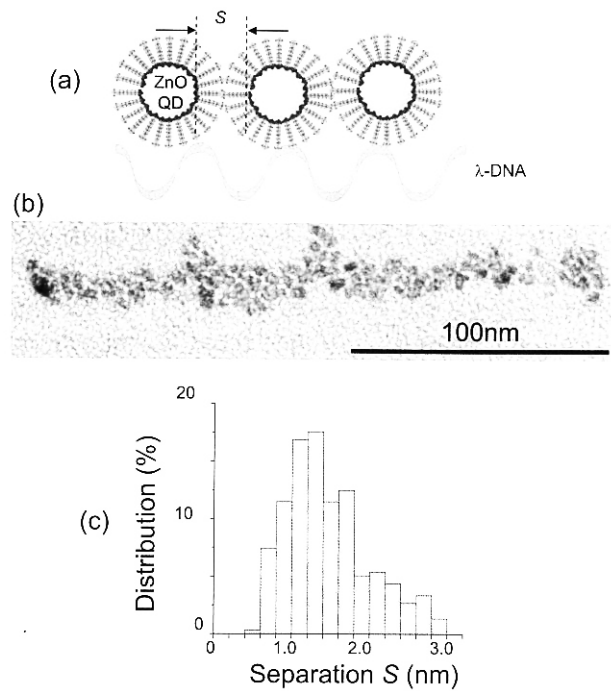 S
(a)
ZnO
QD
λ-DNA
(b)
100nm
(c)
20
10
0
Distribution (%)
0 1.0 2.0 3.0
Separation S (nm)